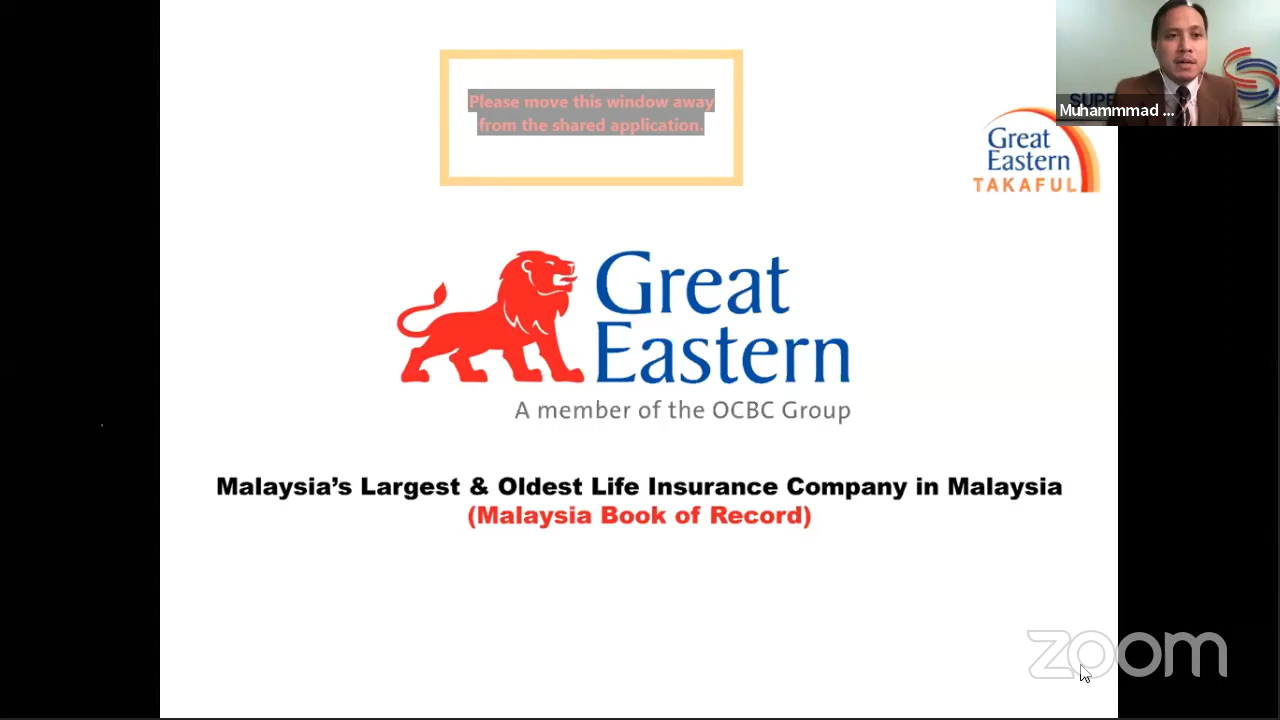 Please move this window away
from the shared application.
Muhammmad ...
Great
Eastern
TAKAFUL
Great
Eastern
A member of the OCBC Group
Malaysia's Largest & Oldest Life Insurance Company in Malaysia
(Malaysia Book of Record)
zoom